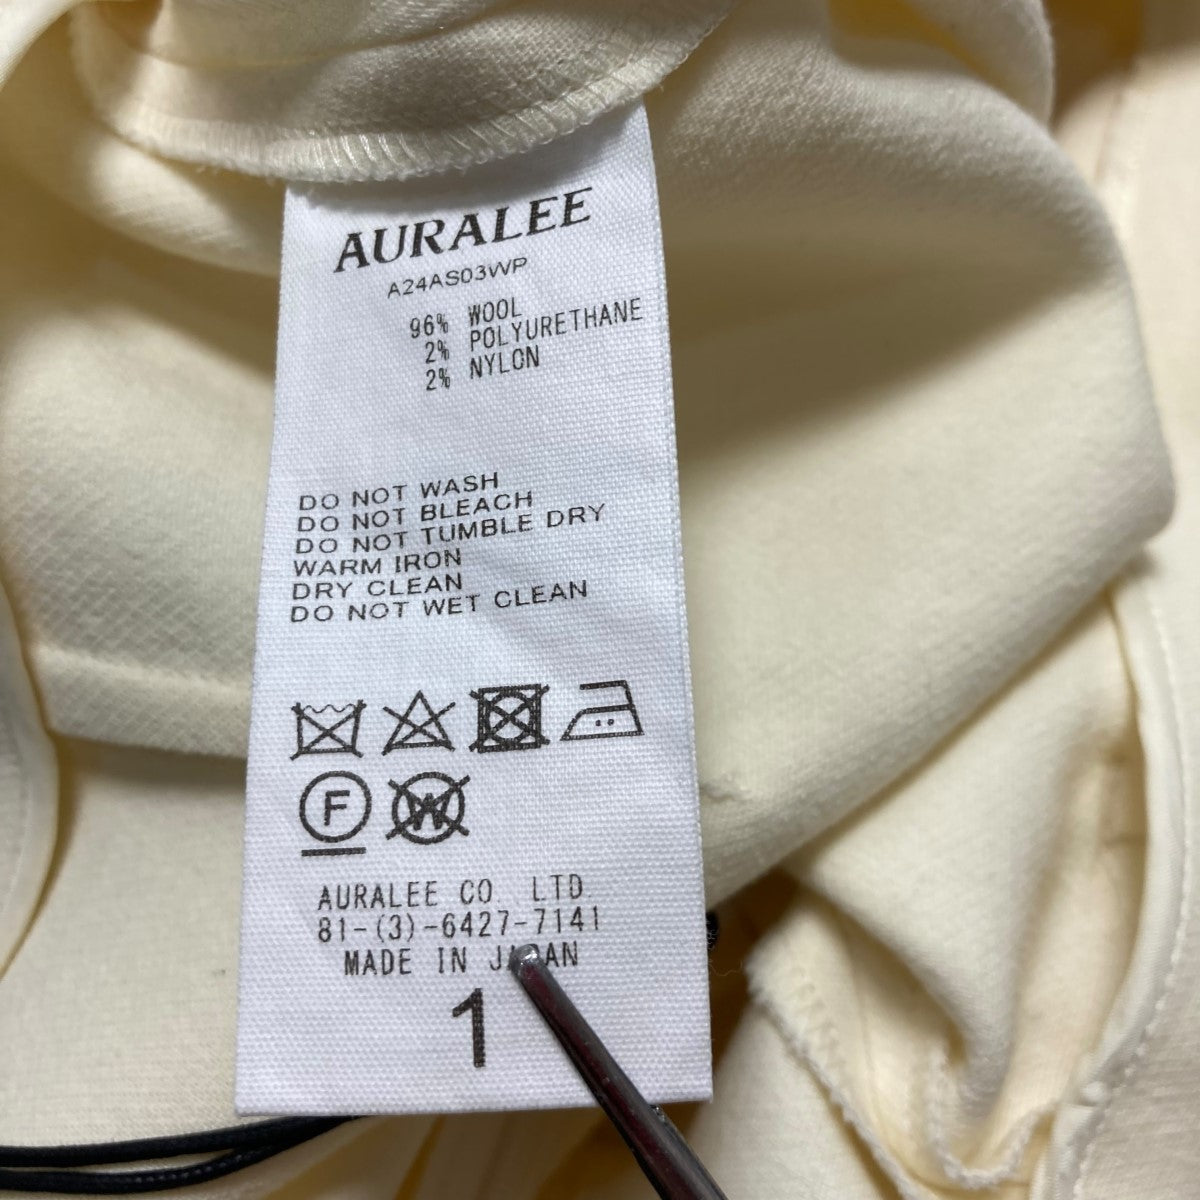 AURALEE
A24AS03WP
96% WOOL
2% POLYURETHANE
2% NYLON
DO NOT WASH
DO NOT BLEACH
DO NOT TUMBLE DRY
WARM IRON
DRY CLEAN
DO NOT WET CLEAN
F W
AURALEE CO LTD.
81-(3)-6427-7141
MADE IN JAPAN
1